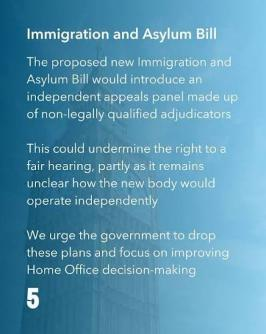 Immigration and Asylum Bill
The proposed new Immigration and
Asylum Bill would introduce an
independent appeals panel made up
of non-legally qualified adjudicators
This could undermine the right to a
fair hearing, partly as it remains
unclear how the new body would
operate independently
We urge the government to drop
these plans and focus on improving
Home Office decision-making
5